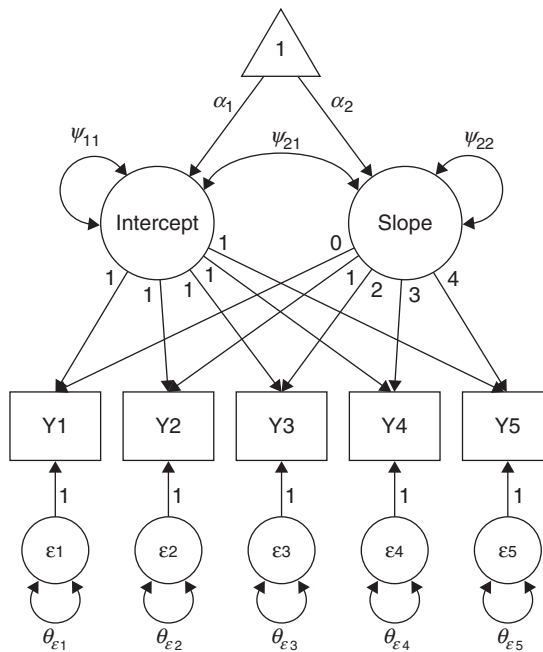 1
α1 α2
ψ11 ψ21 ψ22
Intercept Slope
1 1 1 1 1 0 1 2 3 4
Y1 Y2 Y3 Y4 Y5
1 1 1 1 1
ε1 ε2 ε3 ε4 ε5
θε1 θε2 θε3 θε4 θε5